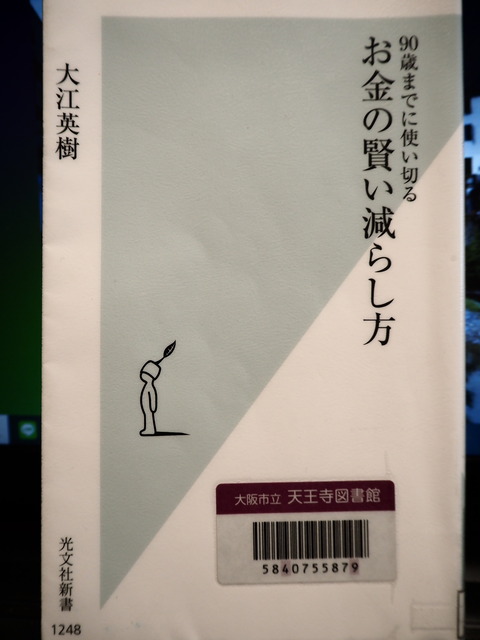 90歳までに使い切る
お金の賢い減らし方
大江英樹
光文社新書
1248
大阪市立 天王寺図書館
5840755879